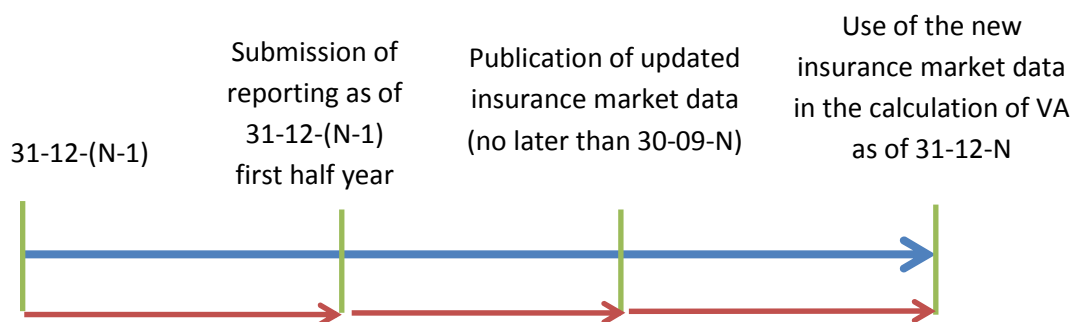 31-12-(N-1)
Submission of
reporting as of
31-12-(N-1)
first half year
Publication of updated
insurance market data
(no later than 30-09-N)
Use of the new
insurance market data
in the calculation of VA
as of 31-12-N